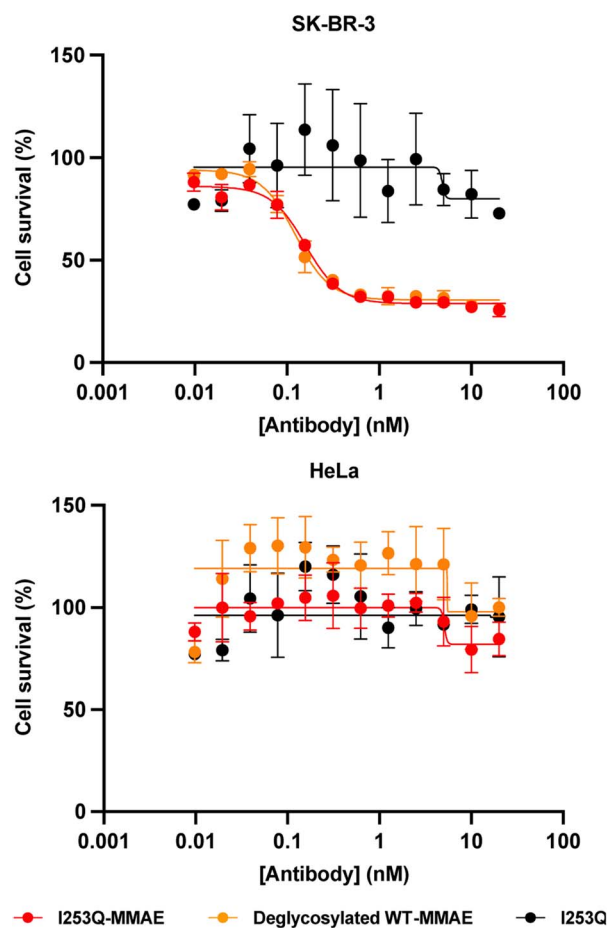 SK-BR-3
150
100
50
0
Cell survival (%)
0.001 0.01 0.1 1 10 100
[Antibody] (nM)
HeLa
150
100
50
0
Cell survival (%)
0.001 0.01 0.1 1 10 100
[Antibody] (nM)
I253Q-MMAE Deglycosylated WT-MMAE I253Q